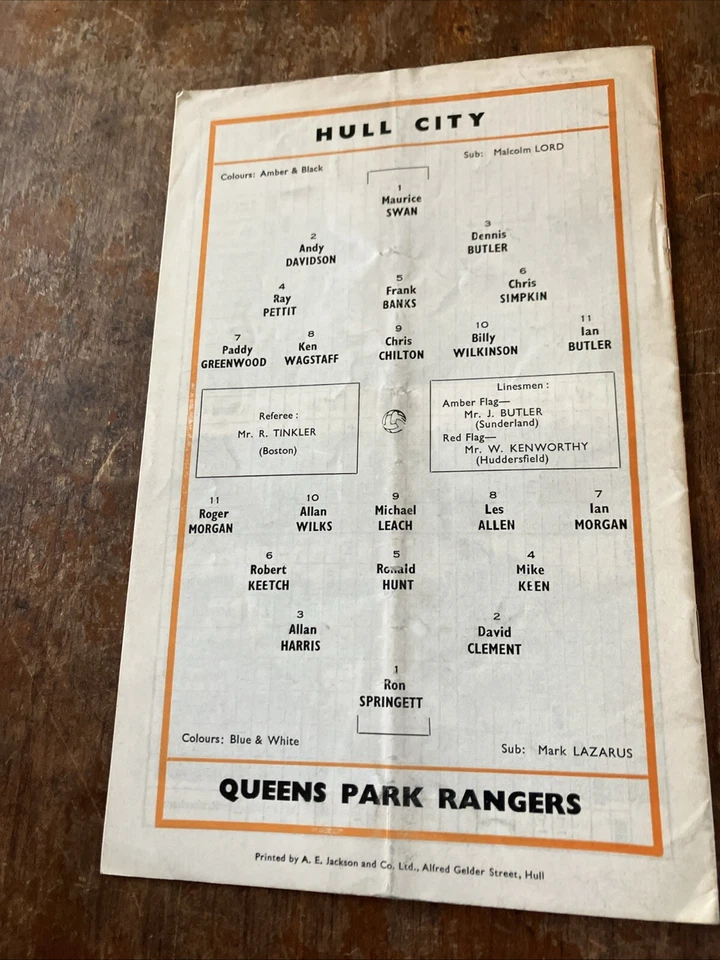 HULL CITY
Colours: Amber & Black
Sub: Malcolm LORD
1
Maurice
SWAN
2
Andy
DAVIDSON
3
Dennis
BUTLER
4
Ray
PETTIT
5
Frank
BANKS
6
Chris
SIMPKIN
7
Paddy
GREENWOOD
8
Ken
WAGSTAFF
9
Chris
CHILTON
10
Billy
WILKINSON
11
Ian
BUTLER
Referee:
Mr. R. TINKLER
(Boston)
Linesmen:
Amber Flag—
Mr. J. BUTLER
(Sunderland)
Red Flag—
Mr. W. KENWORTHY
(Huddersfield)
11
Roger
MORGAN
10
Allan
WILKS
9
Michael
LEACH
8
Les
ALLEN
7
Ian
MORGAN
6
Robert
KEETCH
5
Ronald
HUNT
4
Mike
KEEN
3
Allan
HARRIS
2
David
CLEMENT
1
Ron
SPRINGETT
Colours: Blue & White
Sub: Mark LAZARUS
QUEENS PARK RANGERS
Printed by A. E. Jackson and Co. Ltd., Alfred Gelder Street, Hull